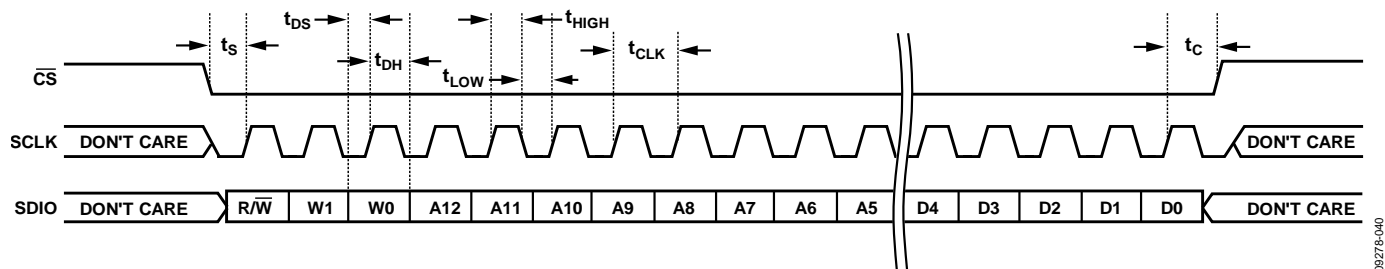 tDS
tHIGH
tS
tCLK
tC
tDH
tLOW
CS
SCLK
DON'T CARE
DON'T CARE
SDIO
DON'T CARE
R/W
W1
W0
A12
A11
A10
A9
A8
A7
A6
A5
D4
D3
D2
D1
D0
DON'T CARE
09278-040